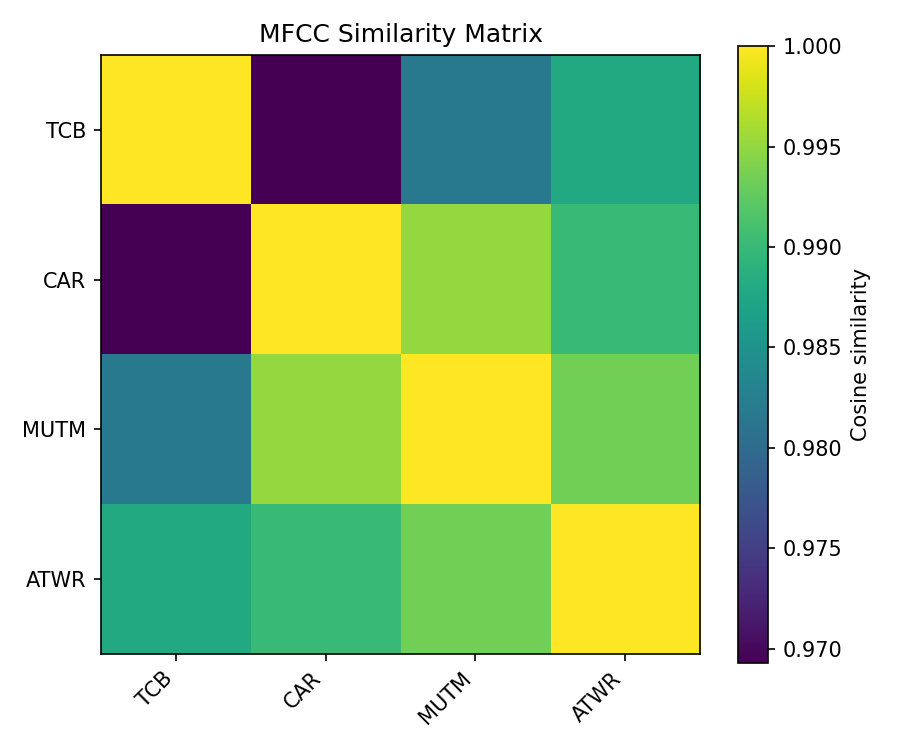 MFCC Similarity Matrix
TCB
CAR
MUTM
ATWR
TCB
CAR
MUTM
ATWR
1.000
0.995
0.990
0.985
0.980
0.975
0.970
Cosine similarity